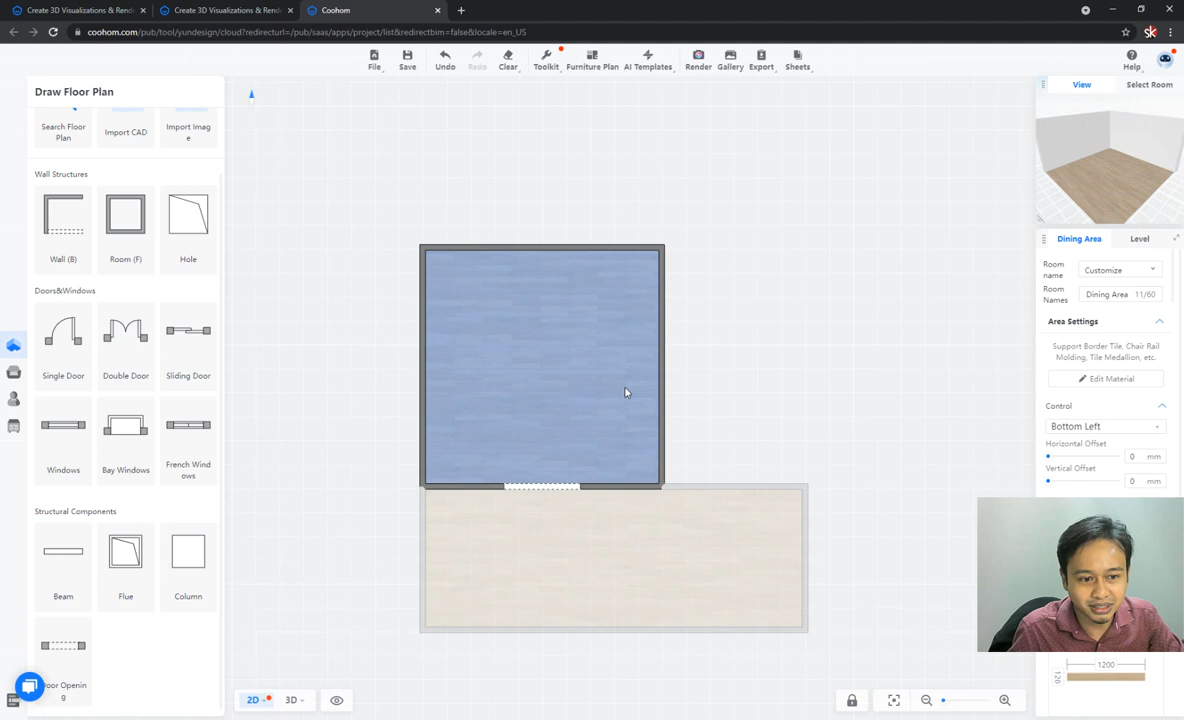 Create 3D Visualizations & Rend
Create 3D Visualizations & Rend
Coohom
coohom.com/pub/tool/yundesign/cloud?redirecturl=/pub/saas/apps/project/list&redirectbim=false&locale=en_US
File
Save
Undo
Redo
Clear
Toolkit
Furniture Plan
AI Templates
Render
Gallery
Export
Sheets
Help
Draw Floor Plan
Search Floor
Plan
Import CAD
Import Imag
e
Wall Structures
Wall (B)
Room (F)
Hole
Doors&Windows
Single Door
Double Door
Sliding Door
Windows
Bay Windows
French Wind
ows
Structural Components
Beam
Flue
Column
oor Openin
g
2D
3D
View
Select Room
Dining Area
Level
Room
name
Customize
Room
Names
Dining Area
11/60
Area Settings
Support Border Tile, Chair Rail
Molding, Tile Medallion, etc.
Edit Material
Control
Bottom Left
Horizontal Offset
0 mm
Vertical Offset
0 mm
1200
120